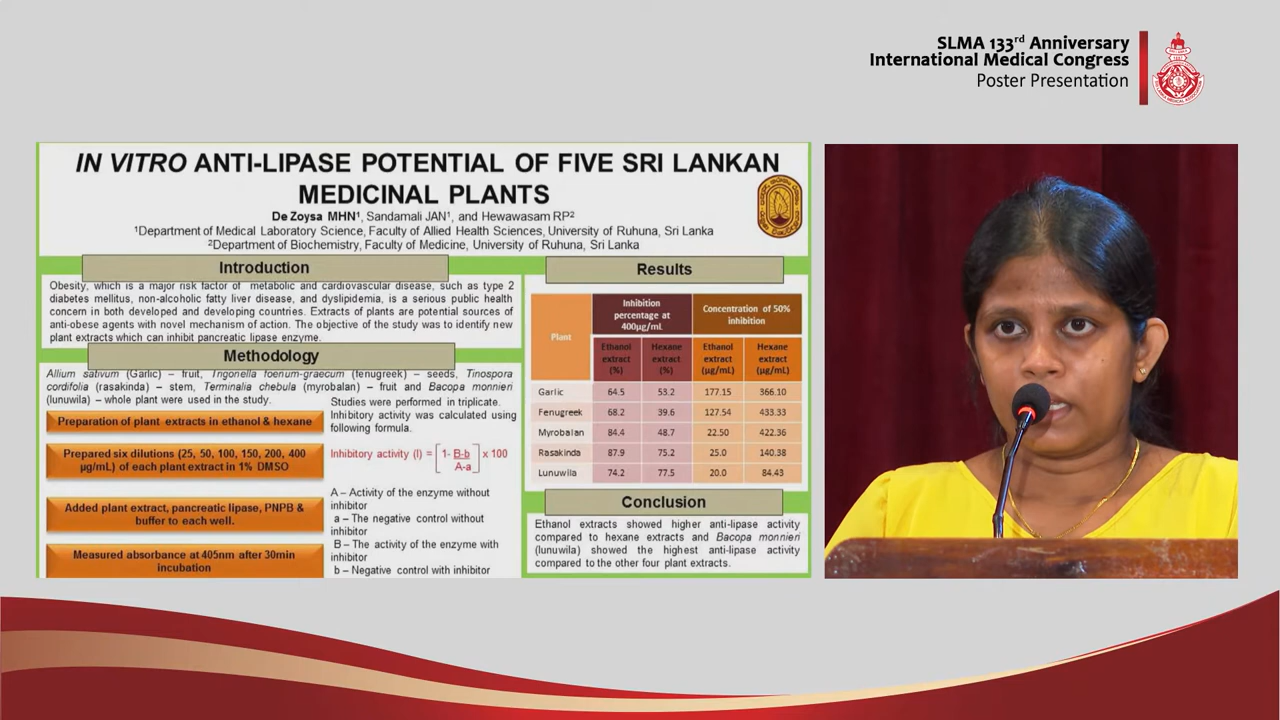 SLMA 133rd Anniversary
International Medical Congress
Poster Presentation
IN VITRO ANTI-LIPASE POTENTIAL OF FIVE SRI LANKAN
MEDICINAL PLANTS
De Zoysa MHN¹, Sandamali JAN¹, and Hewawasam RP²
¹Department of Medical Laboratory Science, Faculty of Allied Health Sciences, University of Ruhuna, Sri Lanka
²Department of Biochemistry, Faculty of Medicine, University of Ruhuna, Sri Lanka
Introduction
Obesity, which is a major risk factor of metabolic and cardiovascular disease, such as type 2
diabetes mellitus, non-alcoholic fatty liver disease, and dyslipidemia, is a serious public health
concern in both developed and developing countries. Extracts of plants are potential sources of
anti-obese agents with novel mechanism of action. The objective of the study was to identify new
plant extracts which can inhibit pancreatic lipase enzyme.
Methodology
Allium sativum (Garlic) – fruit, Trigonella foenum-graecum (fenugreek) – seeds, Tinospora
cordifolia (rasakinda) – stem, Terminalia chebula (myrobalan) – fruit and Bacopa monnieri
(lunuwila) – whole plant were used in the study.
Preparation of plant extracts in ethanol & hexane
Prepared six dilutions (25, 50, 100, 150, 200, 400
µg/mL) of each plant extract in 1% DMSO
Added plant extract, pancreatic lipase, PNPB &
buffer to each well.
Measured absorbance at 405nm after 30min
incubation
Studies were performed in triplicate.
Inhibitory activity was calculated using
following formula.
Inhibitory activity (I) = [1- B-b x 100
A-a]
A – Activity of the enzyme without
inhibitor
a – The negative control without
inhibitor
B – The activity of the enzyme with
inhibitor
b – Negative control with inhibitor
Results
Plant Inhibition percentage at 400µg/mL Concentration of 50% inhibition
Ethanol extract (%) Hexane extract (%) Ethanol extract (µg/mL) Hexane extract (µg/mL)
Garlic 64.5 53.2 177.15 366.10
Fenugreek 68.2 39.6 127.54 433.33
Myrobalan 84.4 48.7 22.50 422.36
Rasakinda 87.9 75.2 25.0 140.38
Lunuwila 74.2 77.5 20.0 84.43
Conclusion
Ethanol extracts showed higher anti-lipase activity
compared to hexane extracts and Bacopa monnieri
(lunuwila) showed the highest anti-lipase activity
compared to the other four plant extracts.